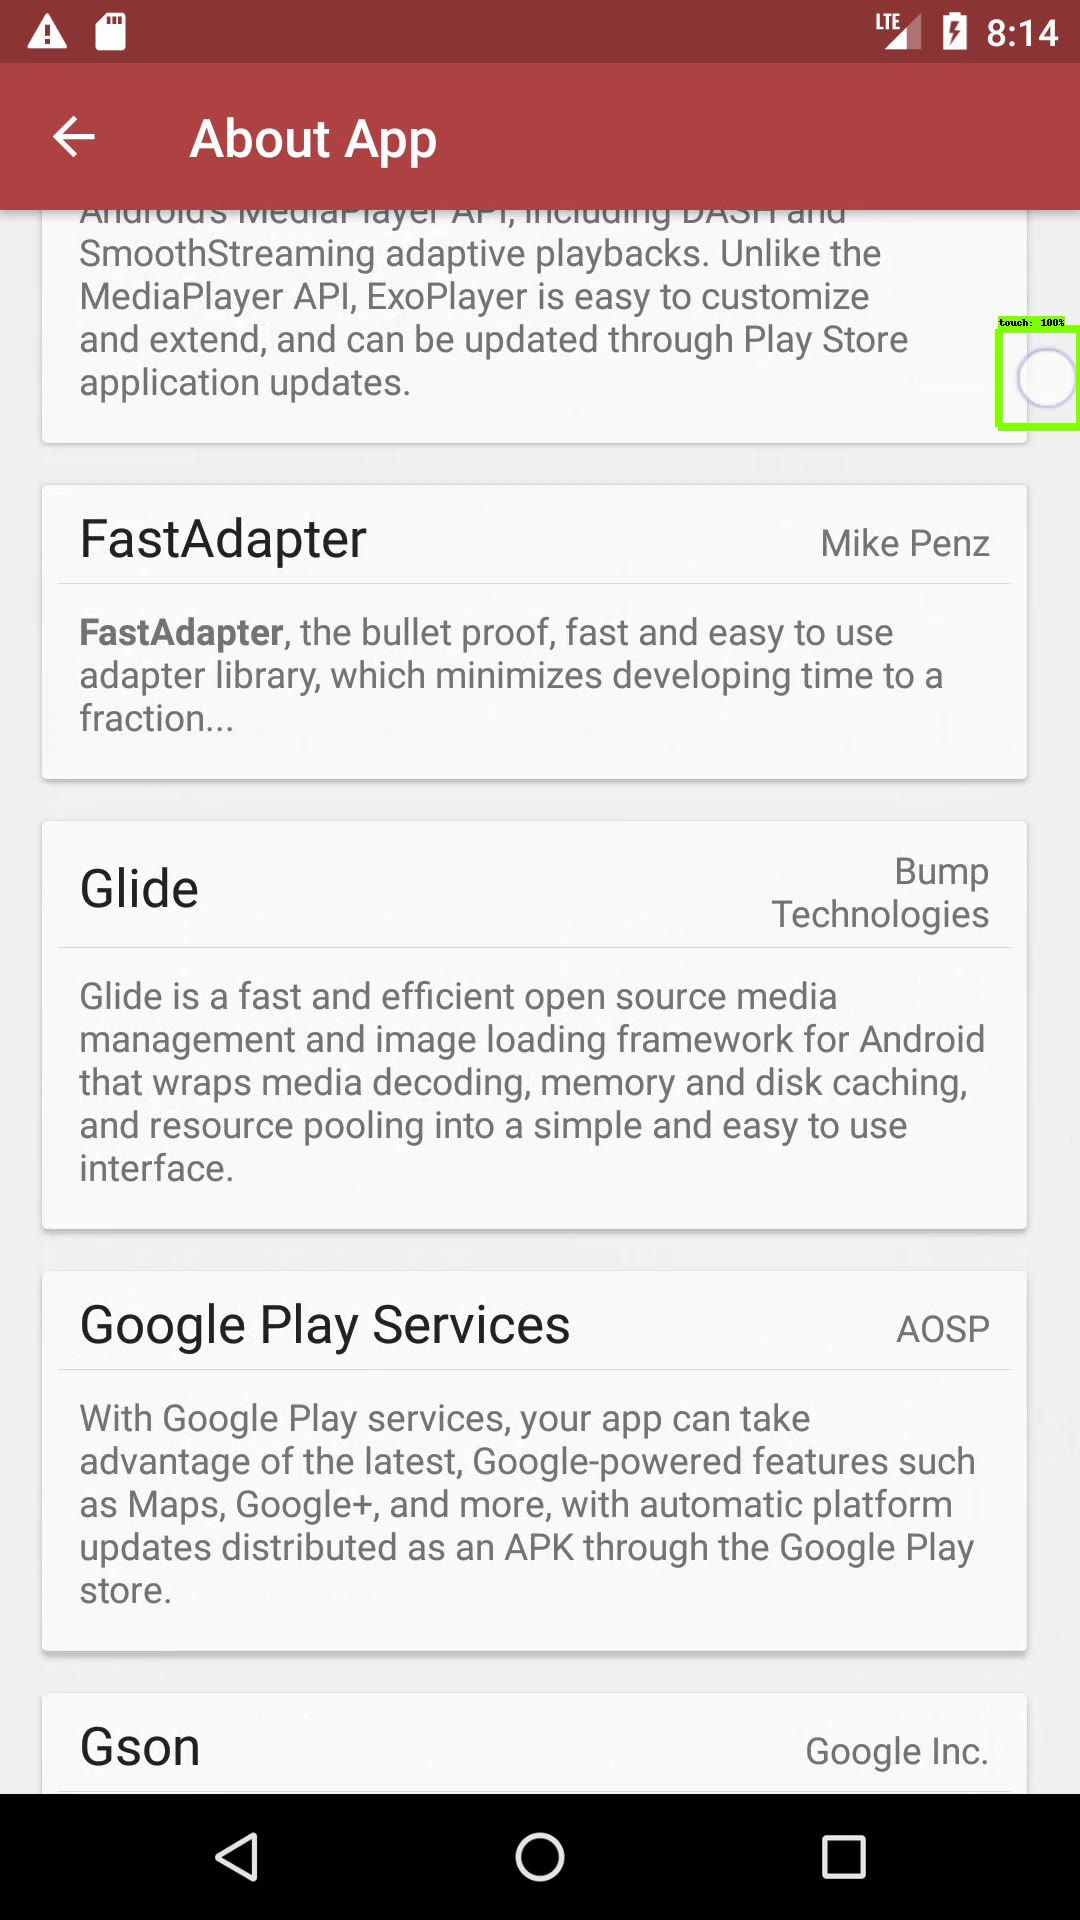 LTE 8:14
About App
Android's MediaPlayer API, including DASH and
SmoothStreaming adaptive playbacks. Unlike the
MediaPlayer API, ExoPlayer is easy to customize
and extend, and can be updated through Play Store
application updates.
touch: 100%
FastAdapter
Mike Penz
FastAdapter, the bullet proof, fast and easy to use
adapter library, which minimizes developing time to a
fraction...
Glide
Bump
Technologies
Glide is a fast and efficient open source media
management and image loading framework for Android
that wraps media decoding, memory and disk caching,
and resource pooling into a simple and easy to use
interface.
Google Play Services
AOSP
With Google Play services, your app can take
advantage of the latest, Google-powered features such
as Maps, Google+, and more, with automatic platform
updates distributed as an APK through the Google Play
store.
Gson
Google Inc.